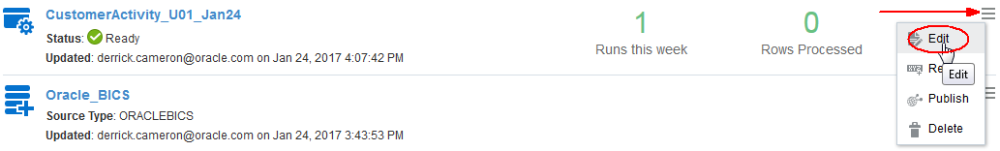 CustomerActivity_U01_Jan24
Status: Ready
Updated: derrick.cameron@oracle.com on Jan 24, 2017 4:07:42 PM
1
Runs this week
0
Rows Processed
Edit
Edit
Publish
Delete
Oracle_BICS
Source Type: ORACLEBICS
Updated: derrick.cameron@oracle.com on Jan 24, 2017 3:43:53 PM